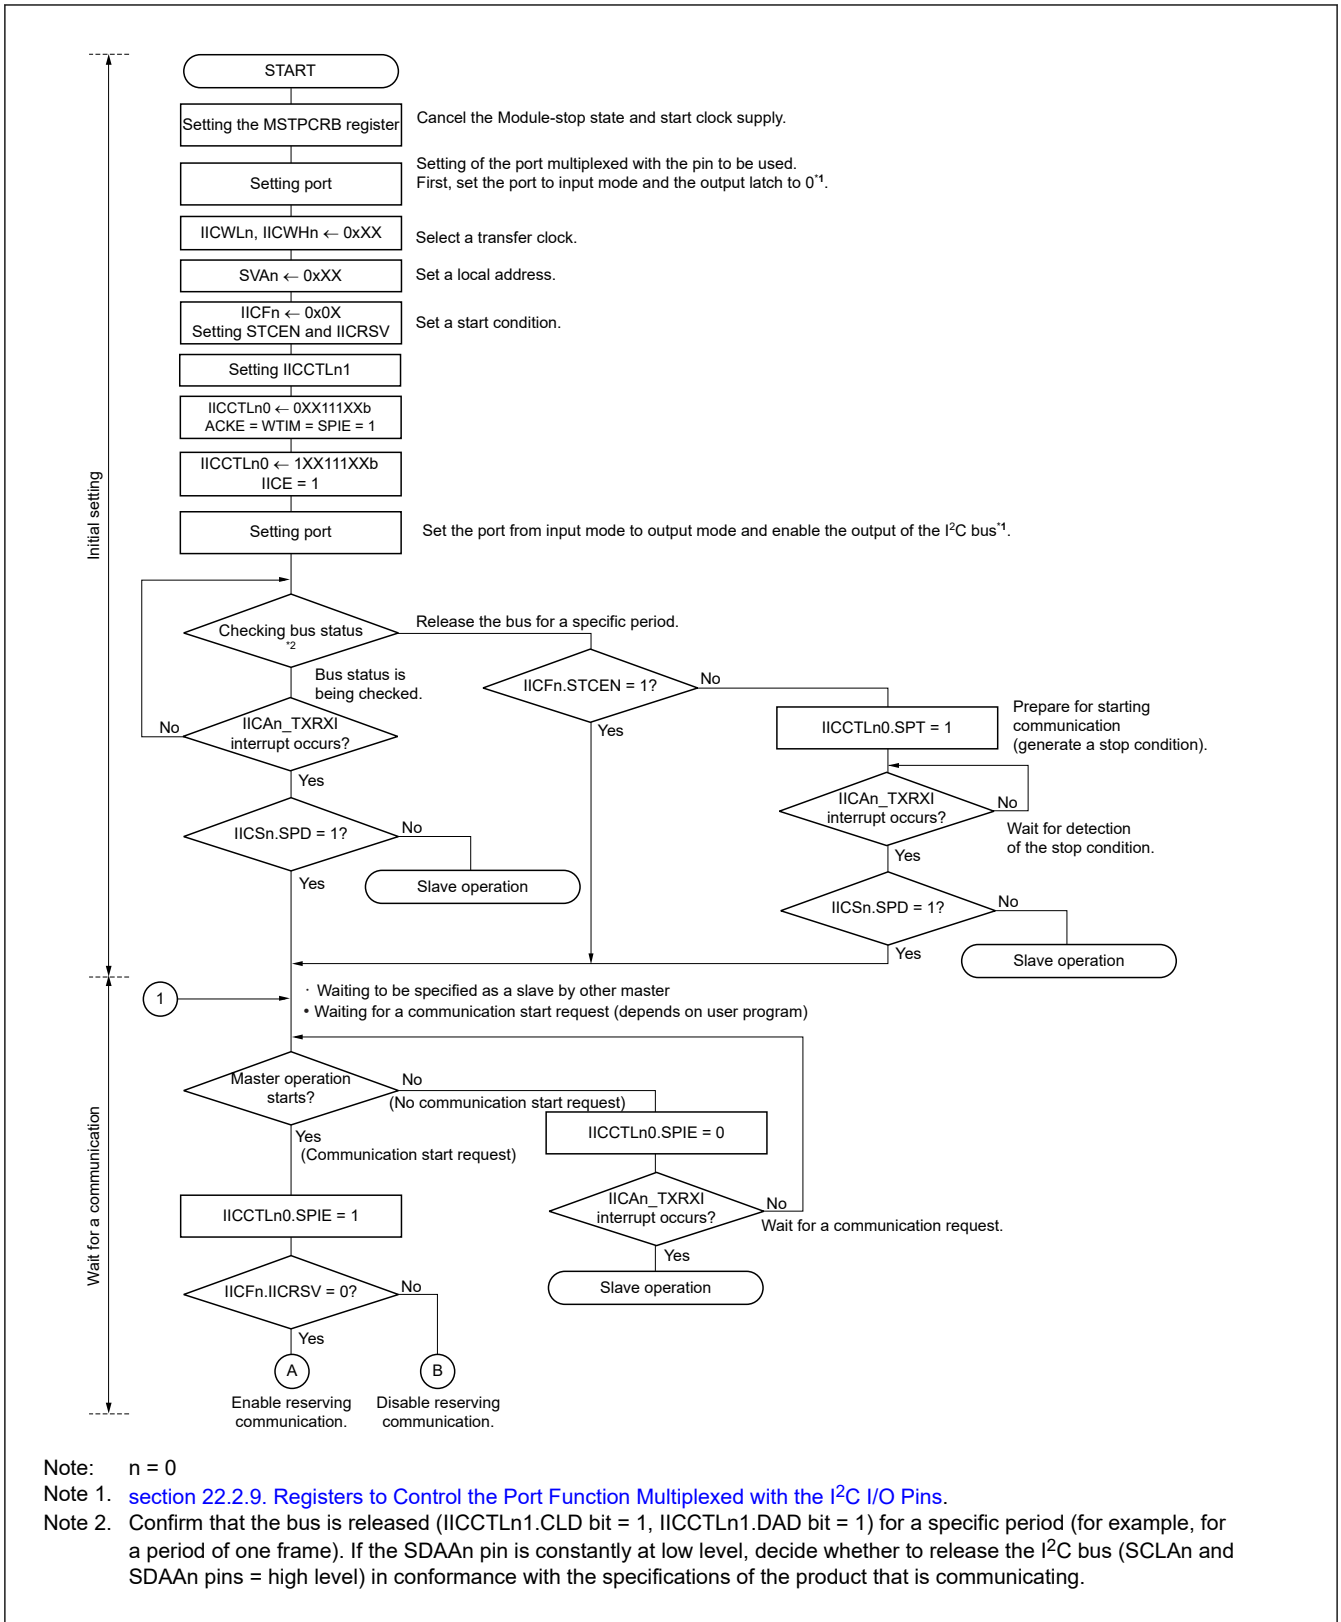 START
Setting the MSTPCRB register
Cancel the Module-stop state and start clock supply.
Setting port
Setting of the port multiplexed with the pin to be used.
First, set the port to input mode and the output latch to 0*1.
IICWLn, IICWHn ← 0xXX
Select a transfer clock.
SVAn ← 0xXX
Set a local address.
IICFn ← 0x0X
Setting STCEN and IICRSV
Set a start condition.
Setting IICCTLn1
IICCTLn0 ← 0XX111XXb
ACKE = WTIM = SPIE = 1
IICCTLn0 ← 1XX111XXb
IICE = 1
Setting port
Set the port from input mode to output mode and enable the output of the I2C bus*1.
Initial setting
Checking bus status
*2
Release the bus for a specific period.
Bus status is
being checked.
IICFn.STCEN = 1?
No
Yes
IICCTLn0.SPT = 1
Prepare for starting
communication
(generate a stop condition).
IICAn_TXRXI
interrupt occurs?
No
Yes
IICAn_TXRXI
interrupt occurs?
No
Wait for detection
of the stop condition.
Yes
IICSn.SPD = 1?
No
Yes
Slave operation
IICSn.SPD = 1?
No
Yes
Slave operation
1
· Waiting to be specified as a slave by other master
• Waiting for a communication start request (depends on user program)
Wait for a communication
Master operation
starts?
No
(No communication start request)
Yes
(Communication start request)
IICCTLn0.SPIE = 0
IICAn_TXRXI
interrupt occurs?
No
Wait for a communication request.
Yes
Slave operation
IICCTLn0.SPIE = 1
IICFn.IICRSV = 0?
No
Yes
A
B
Enable reserving
communication.
Disable reserving
communication.
Note: n = 0
Note 1. section 22.2.9. Registers to Control the Port Function Multiplexed with the I2C I/O Pins.
Note 2. Confirm that the bus is released (IICCTLn1.CLD bit = 1, IICCTLn1.DAD bit = 1) for a specific period (for example, for
a period of one frame). If the SDAAn pin is constantly at low level, decide whether to release the I2C bus (SCLAn and
SDAAn pins = high level) in conformance with the specifications of the product that is communicating.